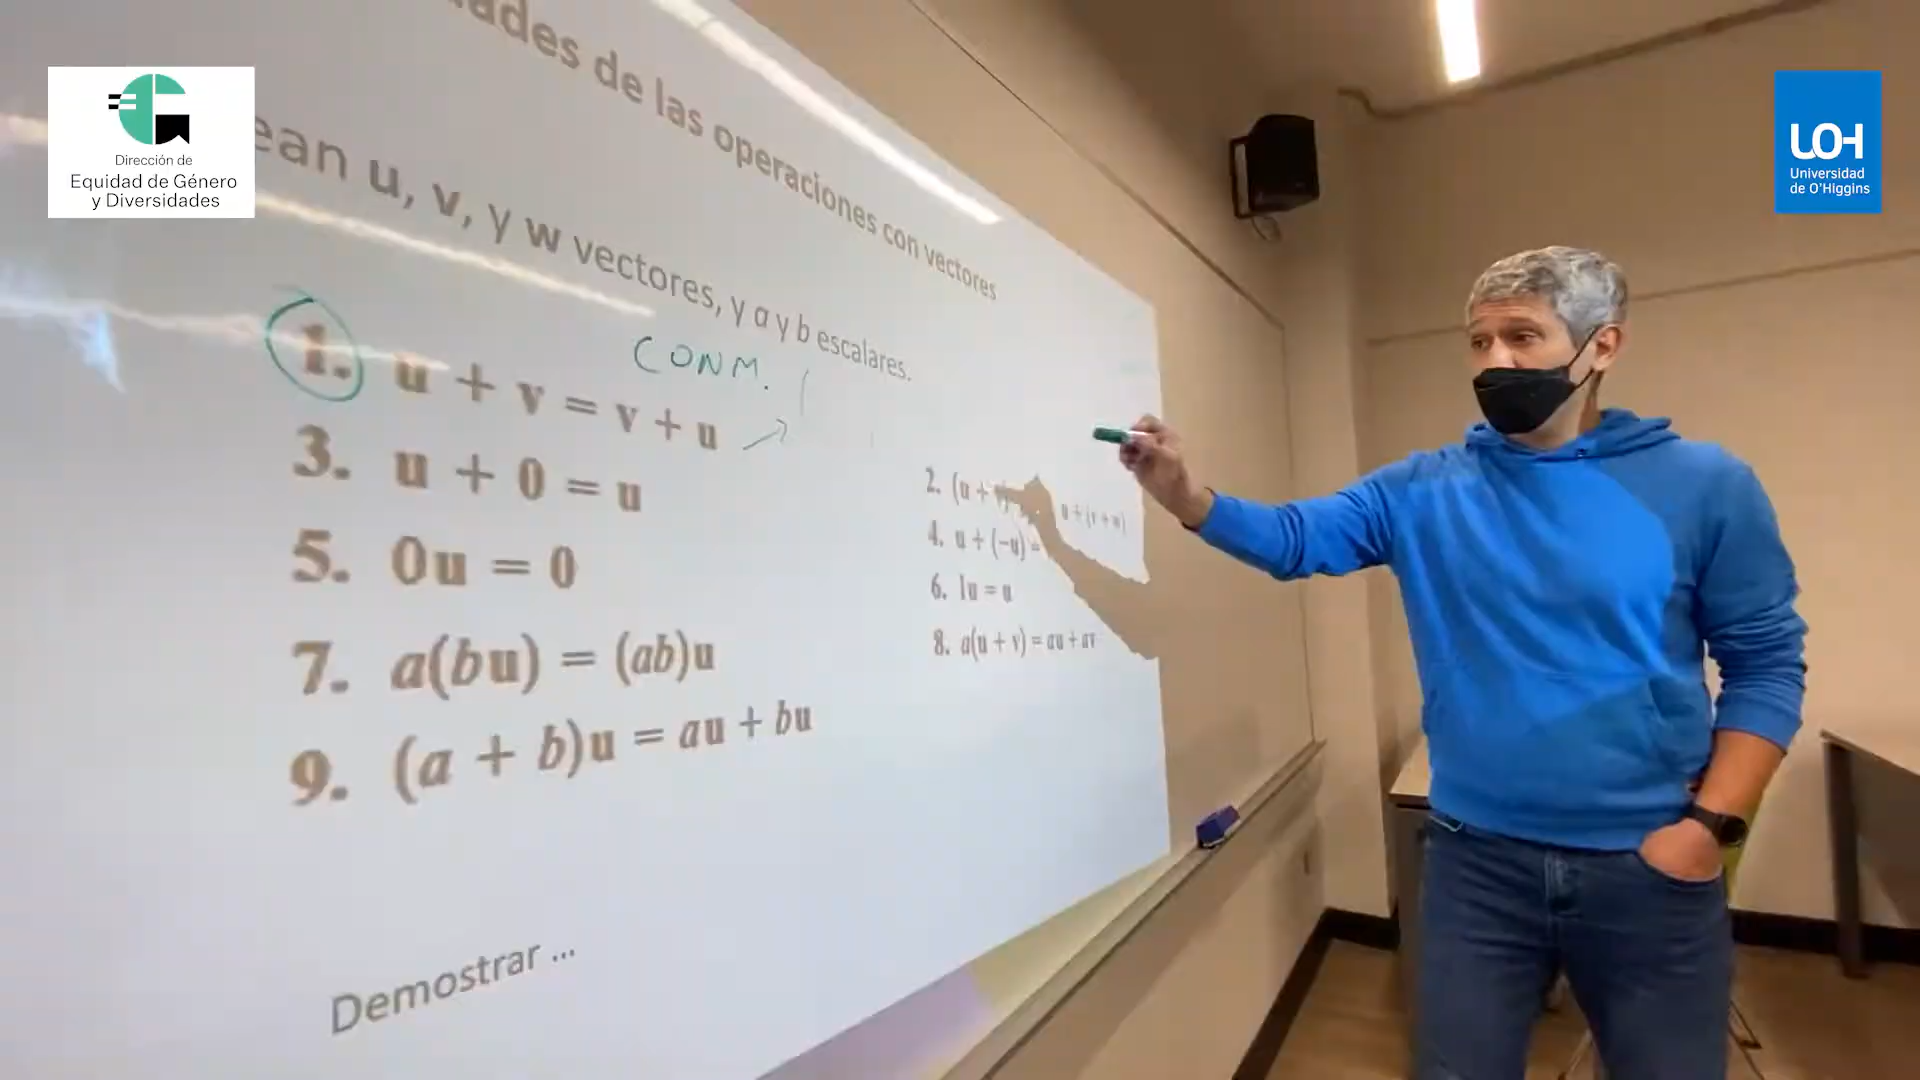 Dirección de
Equidad de Género
y Diversidades
UOH
Universidad
de O'Higgins
de las operaciones con vectores
u, v, y w vectores, y a y b escalares.
CONM.
1. u + v = v + u
3. u + 0 = u
5. 0u = 0
7. a(bu) = (ab)u
9. (a + b)u = au + bu
2. (u + u + (v + w)
4. u + (−u) =
6. 1u = u
8. a(u + v) = au + av
Demostrar ...